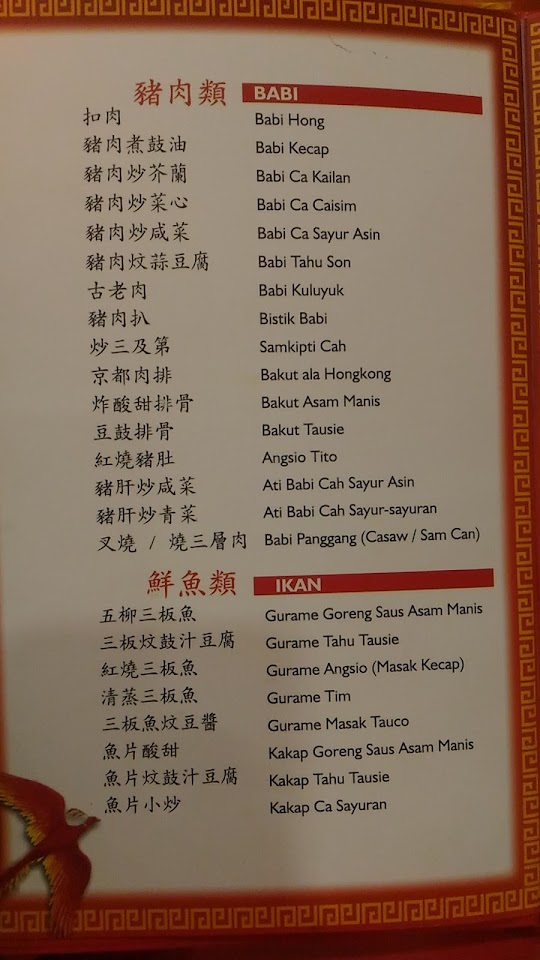 豬肉類 BABI
扣肉 Babi Hong
豬肉煮鼓油 Babi Kecap
豬肉炒芥蘭 Babi Ca Kailan
豬肉炒菜心 Babi Ca Caisim
豬肉炒咸菜 Babi Ca Sayur Asin
豬肉炆蒜豆腐 Babi Tahu Son
古老肉 Babi Kuluyuk
豬肉扒 Bistik Babi
炒三及第 Samkipti Cah
京都肉排 Bakut ala Hongkong
炸酸甜排骨 Bakut Asam Manis
豆鼓排骨 Bakut Tausie
紅燒豬肚 Angsio Tito
豬肝炒咸菜 Ati Babi Cah Sayur Asin
豬肝炒青菜 Ati Babi Cah Sayur-sayuran
叉燒 / 燒三層肉 Babi Panggang (Casaw / Sam Can)
鮮魚類 IKAN
五柳三板魚 Gurame Goreng Saus Asam Manis
三板炆鼓汁豆腐 Gurame Tahu Tausie
紅燒三板魚 Gurame Angsio (Masak Kecap)
清蒸三板魚 Gurame Tim
三板魚炆豆醬 Gurame Masak Tauco
魚片酸甜 Kakap Goreng Saus Asam Manis
魚片炆鼓汁豆腐 Kakap Tahu Tausie
魚片小炒 Kakap Ca Sayuran